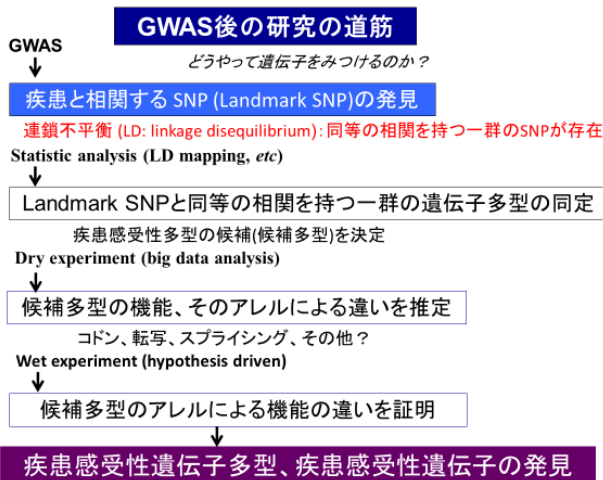 GWAS後の研究の道筋
GWAS
どうやって遺伝子をみつけるのか？
疾患と相関する SNP (Landmark SNP)の発見
連鎖不平衡 (LD: linkage disequilibrium)：同等の相関を持つ一群のSNPが存在
Statistic analysis (LD mapping, etc)
Landmark SNPと同等の相関を持つ一群の遺伝子多型の同定
疾患感受性多型の候補(候補多型)を決定
Dry experiment (big data analysis)
候補多型の機能、そのアレルによる違いを推定
コドン、転写、スプライシング、その他？
Wet experiment (hypothesis driven)
候補多型のアレルによる機能の違いを証明
疾患感受性遺伝子多型、疾患感受性遺伝子の発見